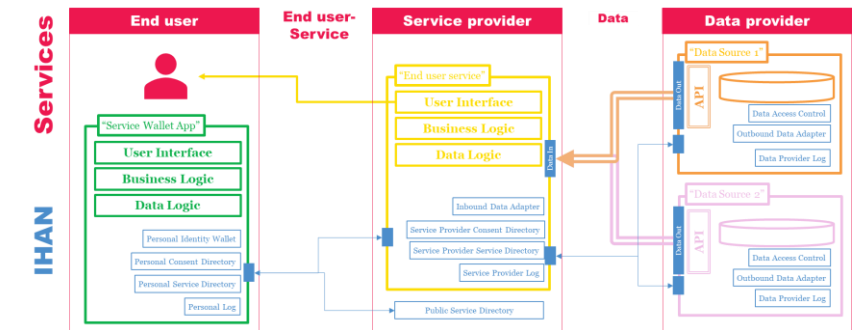 End user
End user-
Service
Service provider
Data
Data provider
Services
IHAN
"Service Wallet App"
User Interface
Business Logic
Data Logic
Personal Identity Wallet
Personal Consent Directory
Personal Service Directory
Personal Log
"End user service"
User Interface
Business Logic
Data Logic
Data In
Inbound Data Adapter
Service Provider Consent Directory
Service Provider Service Directory
Service Provider Log
Public Service Directory
"Data Source 1"
Data Out
API
Data Access Control
Outbound Data Adapter
Data Provider Log
"Data Source 2"
Data Out
API
Data Access Control
Outbound Data Adapter
Data Provider Log